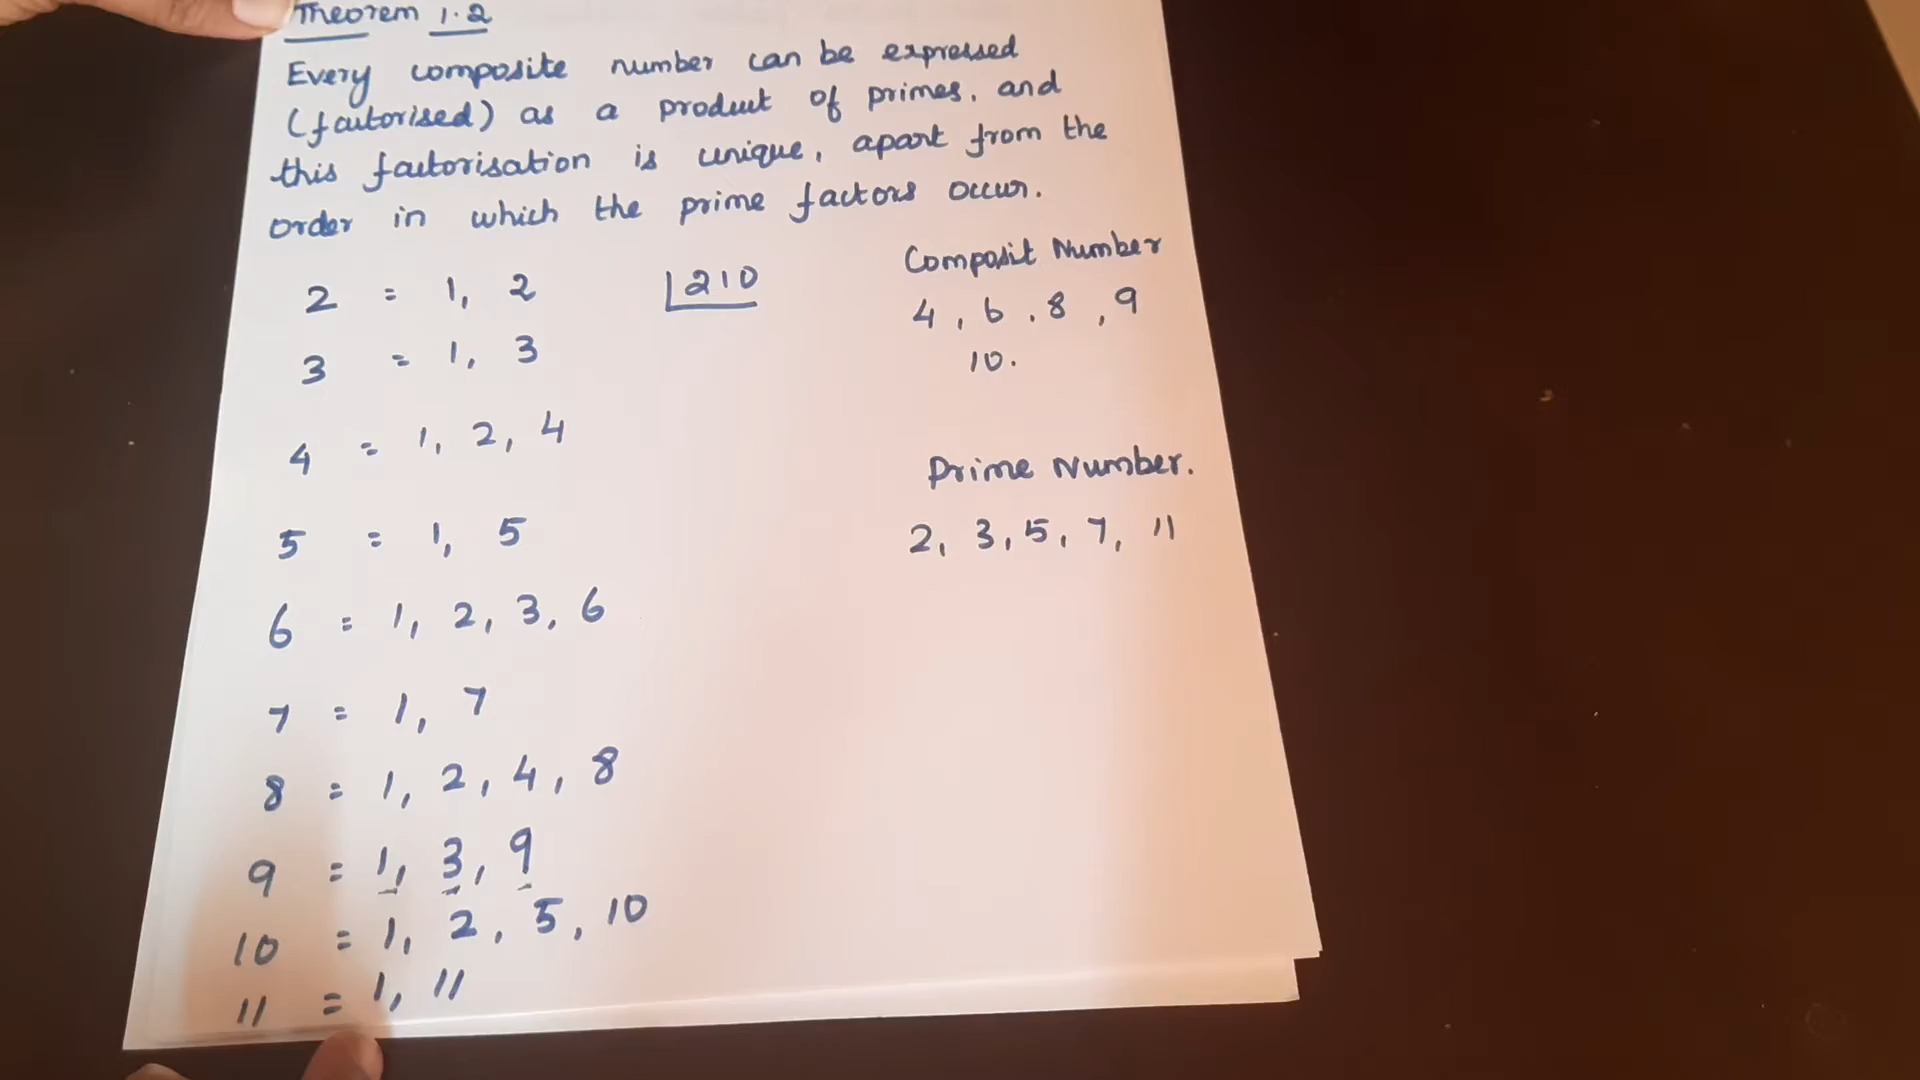 Theorem 1.2
Every composite number can be expressed
(factorised) as a product of primes, and
this factorisation is unique, apart from the
order in which the prime factors occur.
2 = 1, 2
3 = 1, 3
4 = 1, 2, 4
5 = 1, 5
6 = 1, 2, 3, 6
7 = 1, 7
8 = 1, 2, 4, 8
9 = 1, 3, 9
10 = 1, 2, 5, 10
11 = 1, 11
210
Composit Number
4, 6, 8, 9
10.
Prime Number.
2, 3, 5, 7, 11